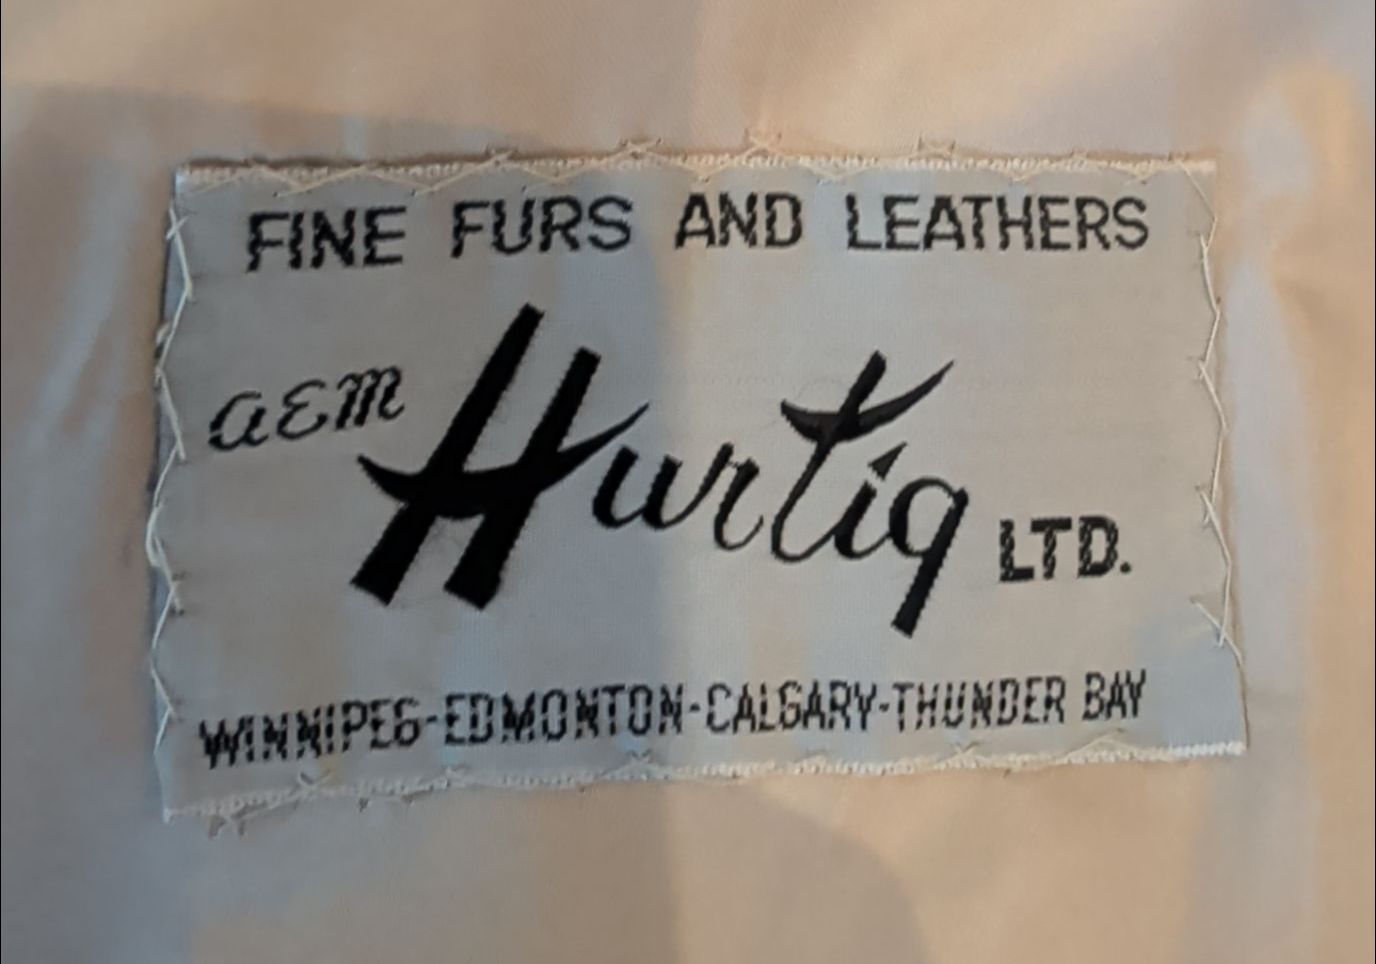 FINE FURS AND LEATHERS
aEM Hurtig LTD.
WINNIPEG-EDMONTON-CALGARY-THUNDER BAY